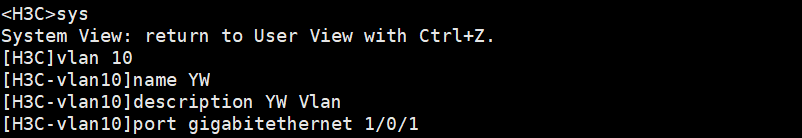 <H3C>sys
System View: return to User View with Ctrl+Z.
[H3C]vlan 10
[H3C-vlan10]name YW
[H3C-vlan10]description YW Vlan
[H3C-vlan10]port gigabitethernet 1/0/1